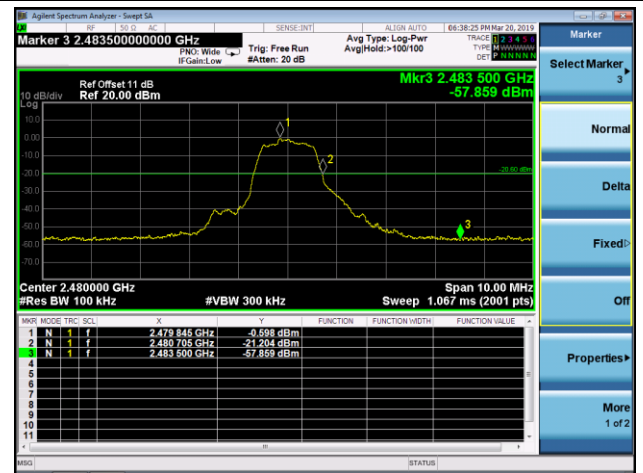 Agilent Spectrum Analyzer - Swept SA
RF 50 Ω AC SENSE:INT ALIGN AUTO 06:38:25 PM Mar 20, 2019
Marker 3 2.483500000000 GHz
PNO: Wide
IFGain:Low
Trig: Free Run
#Atten: 20 dB
Avg Type: Log-Pwr
Avg|Hold:>100/100
TRACE 1 2 3 4 5 6
TYPE M WWWWW
DET P N N N N N
Marker
Select Marker
3
Normal
Delta
Fixed
Off
Properties
More
1 of 2
Ref Offset 11 dB
10 dB/div Ref 20.00 dBm
Log
Mkr3 2.483 500 GHz
-57.859 dBm
10.0
0.00
-10.0
-20.0
-30.0
-40.0
-50.0
-60.0
-70.0
1
2
3
-20.60 dBm
Center 2.480000 GHz Span 10.00 MHz
#Res BW 100 kHz #VBW 300 kHz Sweep 1.067 ms (2001 pts)
MKR MODE TRC SCL X Y FUNCTION FUNCTION WIDTH FUNCTION VALUE
1 N 1 f 2.479 845 GHz -0.598 dBm
2 N 1 f 2.480 705 GHz -21.204 dBm
3 N 1 f 2.483 500 GHz -57.859 dBm
4
5
6
7
8
9
10
11
MSG STATUS